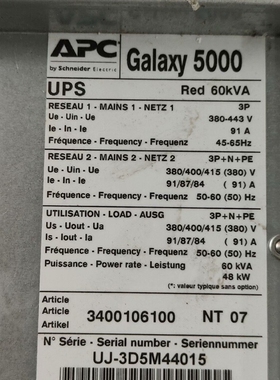 APC
by Schneider Electric
Galaxy 5000
UPS Red 60kVA
RESEAU 1 - MAINS 1 - NETZ 1 3P
Ue - Uin - Ue 380-443 V
Ie - In - Ie 91 A
Fréquence - Frequency - Frequenz 45-65Hz
RESEAU 2 - MAINS 2 - NETZ 2 3P+N+PE
Ue - Uin - Ue 380/400/415 (380) V
Ie - In - Ie 91/87/84 ( 91) A
Fréquence - Frequency - Frequenz 50-60 (50) Hz
UTILISATION - LOAD - AUSG 3P+N+PE
Us - Uout - Ua 380/400/415 (380) V
Is - Iout - Ia 91/87/84 ( 91) A
Fréquence - Frequency - Frequenz 50-60 (50) Hz
Puissance - Power rate - Leistung 60 kVA
48 kW
(*: valeur typique sans option)
Article
Article 3400106100 NT 07
Artikel
N° Série - Serial number - Seriennummer
UJ-3D5M44015